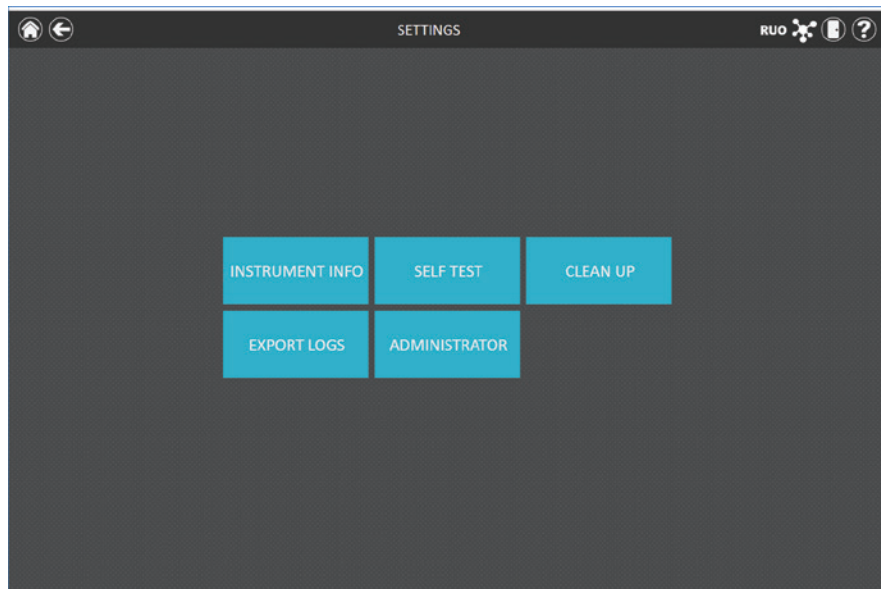 SETTINGS
RUO
?
INSTRUMENT INFO
SELF TEST
CLEAN UP
EXPORT LOGS
ADMINISTRATOR